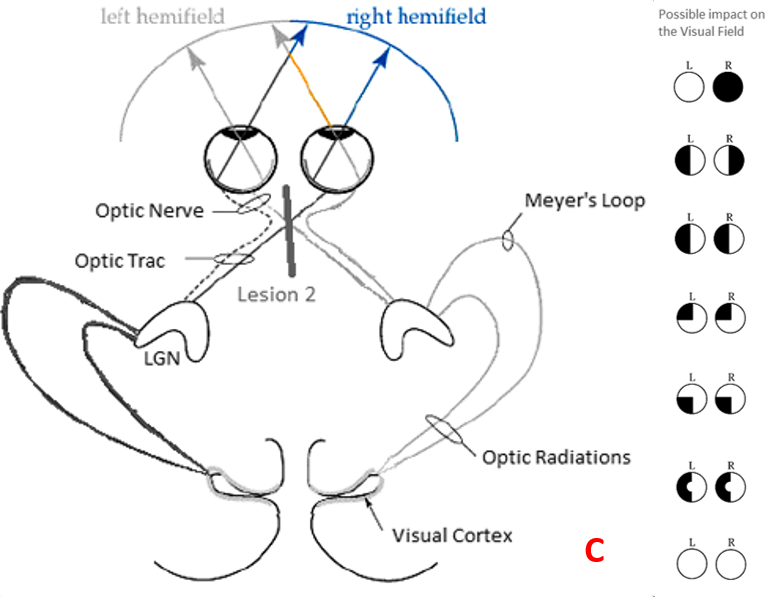 left hemifield
right hemifield
Possible impact on
the Visual Field
L R
L R
Optic Nerve
Meyer's Loop
Optic Trac
L R
Lesion 2
L R
LGN
L R
Optic Radiations
L R
Visual Cortex
C
L R